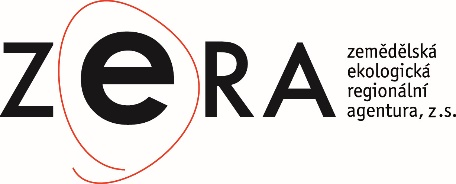 ZeRA
zemědělská
ekologická
regionální
agentura, z.s.